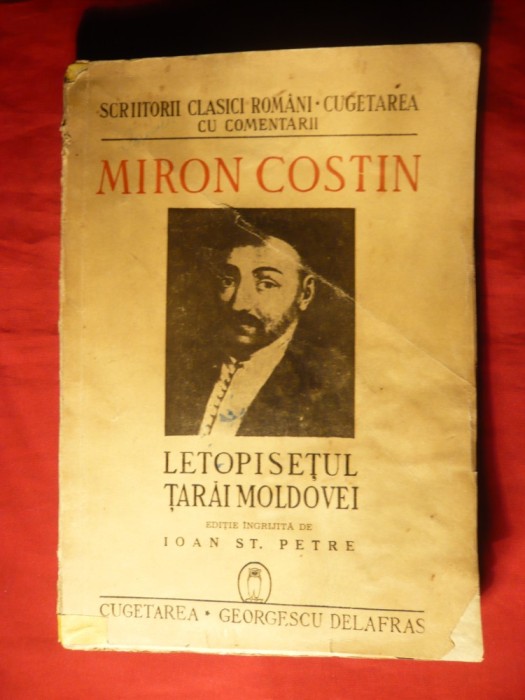 SCRIITORII CLASICI ROMÂNI • CUGETAREA
CU COMENTARII
MIRON COSTIN
LETOPISEȚUL
ȚARĂI MOLDOVEI
EDIȚIE ÎNGRIJITĂ DE
IOAN ST. PETRE
CUGETAREA • GEORGESCU DELAFRAS